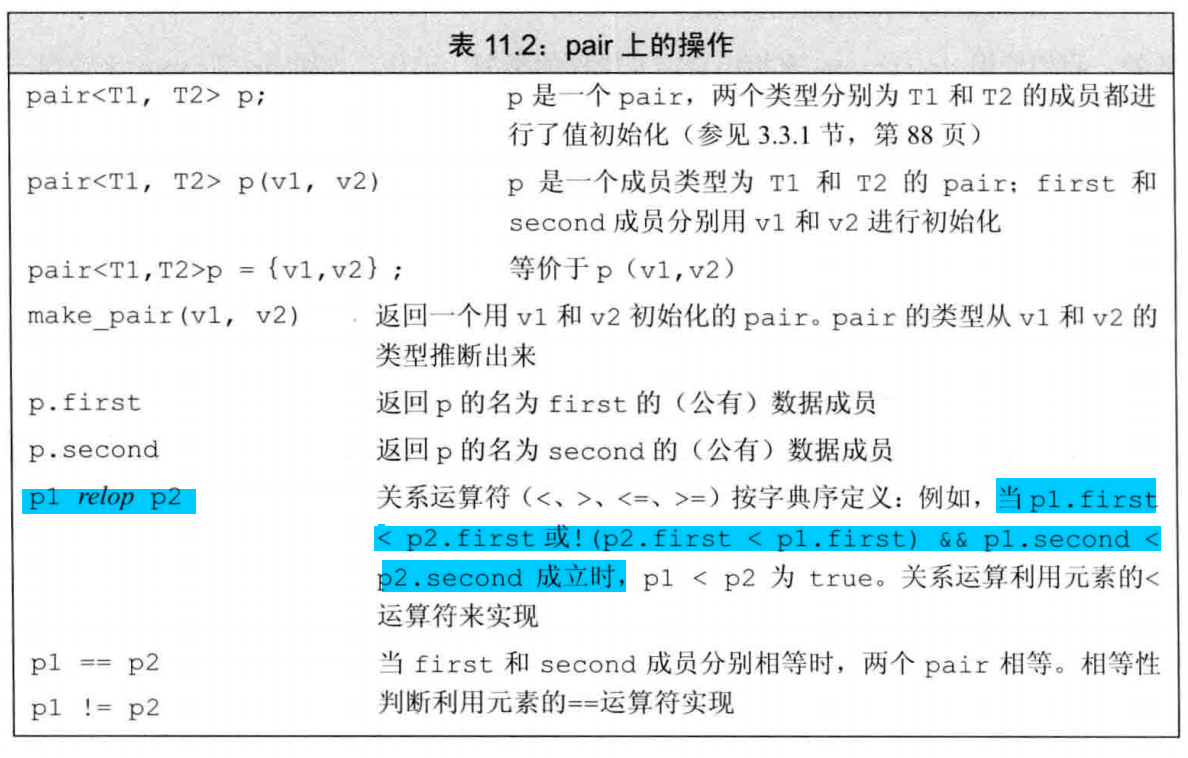 表 11.2：pair 上的操作
pair<T1, T2> p; p 是一个 pair，两个类型分别为 T1 和 T2 的成员都进
行了值初始化（参见 3.3.1 节，第 88 页）
pair<T1, T2> p(v1, v2) p 是一个成员类型为 T1 和 T2 的 pair；first 和
second 成员分别用 v1 和 v2 进行初始化
pair<T1,T2>p = {v1,v2} ; 等价于 p（v1,v2）
make_pair(v1, v2) 返回一个用 v1 和 v2 初始化的 pair。pair 的类型从 v1 和 v2 的
类型推断出来
p.first 返回 p 的名为 first 的（公有）数据成员
p.second 返回 p 的名为 second 的（公有）数据成员
p1 relop p2 关系运算符（<、>、<=、>=）按字典序定义：例如，当 p1.first
< p2.first 或!(p2.first < p1.first) && p1.second <
p2.second 成立时，p1 < p2 为 true。关系运算利用元素的<
运算符来实现
p1 == p2 当 first 和 second 成员分别相等时，两个 pair 相等。相等性
p1 != p2 判断利用元素的==运算符实现